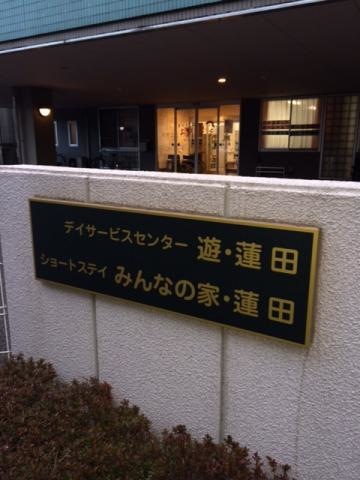 デイサービスセンター 遊・蓮田
ショートステイ みんなの家・蓮田